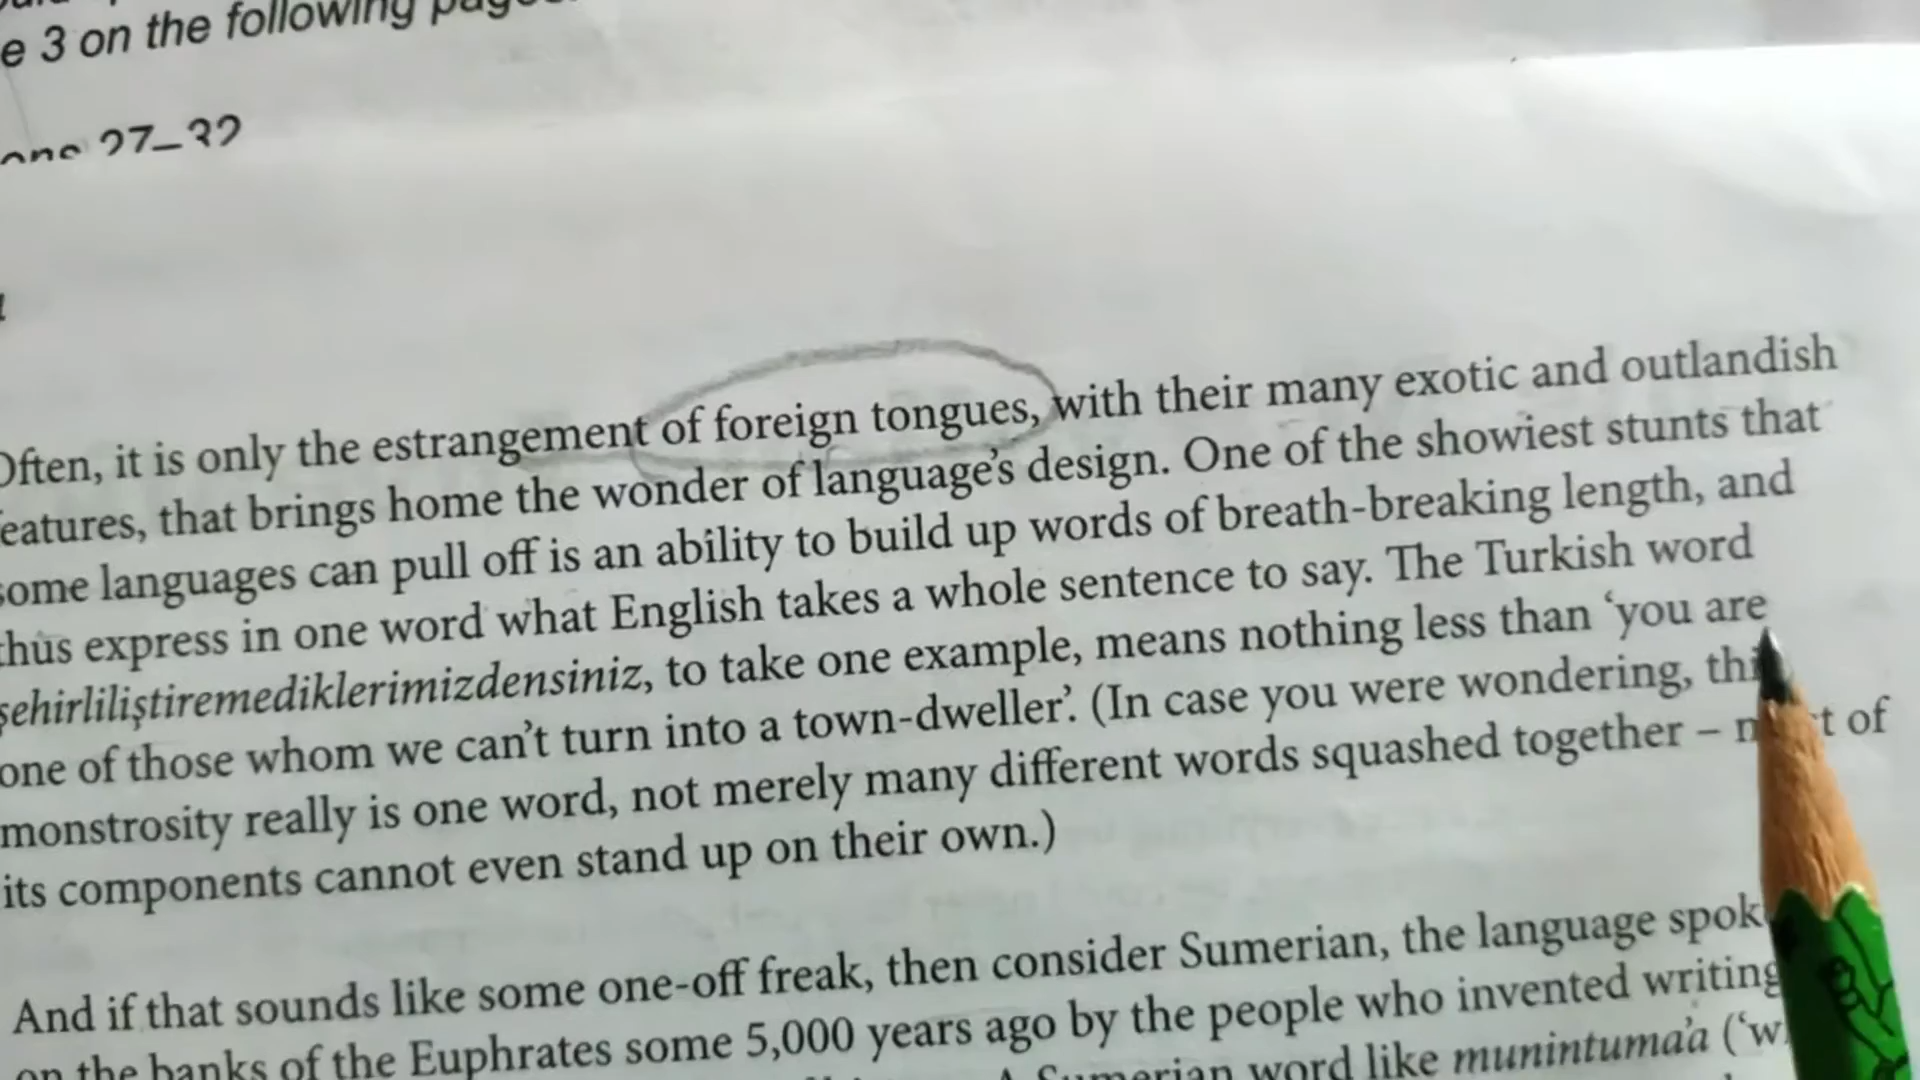 e 3 on the following
27–32
Often, it is only the estrangement of foreign tongues, with their many exotic and outlandish
features, that brings home the wonder of language's design. One of the showiest stunts that
some languages can pull off is an ability to build up words of breath-breaking length, and
thus express in one word what English takes a whole sentence to say. The Turkish word
şehirliliştiremediklerimizdensiniz, to take one example, means nothing less than ‘you are
one of those whom we can't turn into a town-dweller’. (In case you were wondering,
monstrosity really is one word, not merely many different words squashed together – of
its components cannot even stand up on their own.)
And if that sounds like some one-off freak, then consider Sumerian, the language
on the banks of the Euphrates some 5,000 years ago by the people who invented writing
Sumerian word like munintuma'a